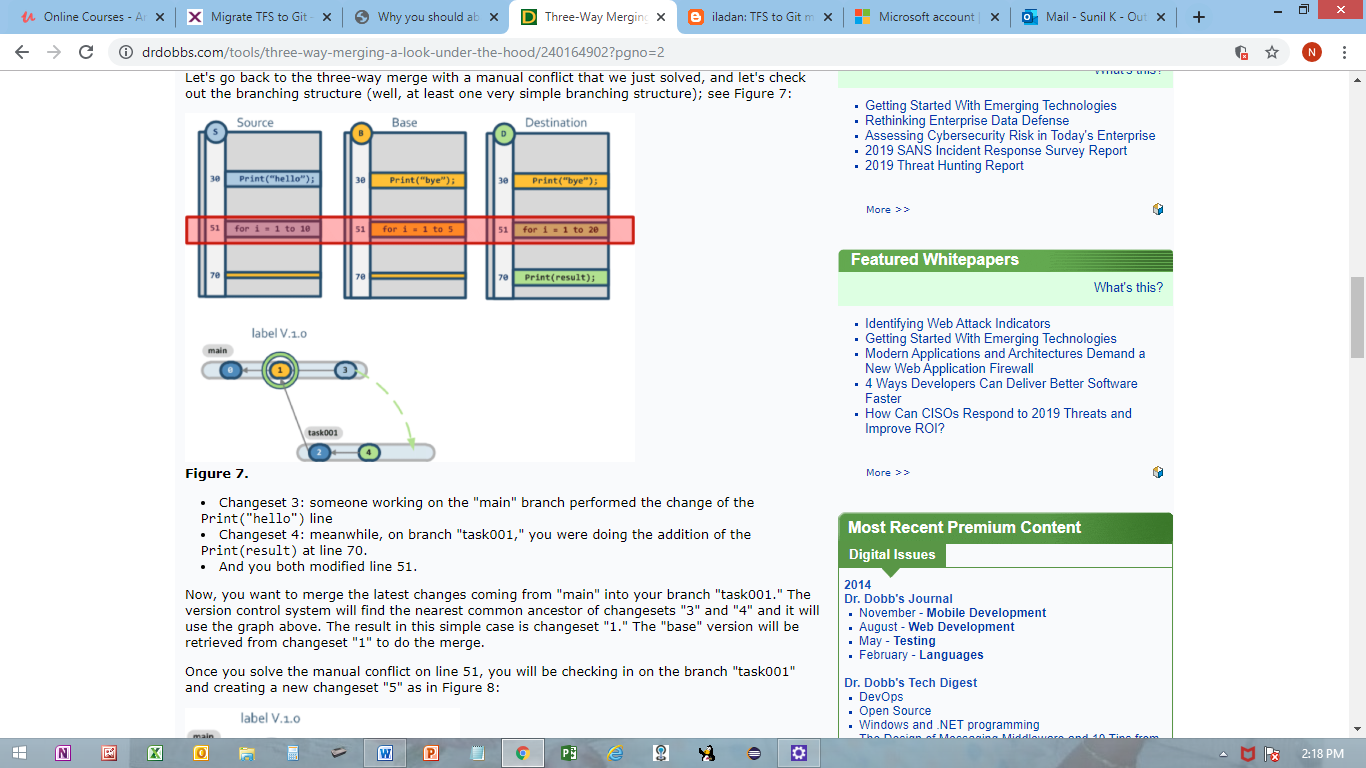 Online Courses - Ar
Migrate TFS to Git -
Why you should ab
Three-Way Merging
iladan: TFS to Git m
Microsoft account
Mail - Sunil K - Out
drdobbs.com/tools/three-way-merging-a-look-under-the-hood/240164902?pgno=2
N
Let's go back to the three-way merge with a manual conflict that we just solved, and let's check
out the branching structure (well, at least one very simple branching structure); see Figure 7:
Source
Base
Destination
S
B
D
30 Print("hello");
30 Print("bye");
30 Print("bye");
51 for i = 1 to 10
51 for i = 1 to 5
51 for i = 1 to 20
70
70
70 Print(result);
label V.1.0
main
0
1
3
task001
2
4
Figure 7.
• Changeset 3: someone working on the "main" branch performed the change of the
Print("hello") line
• Changeset 4: meanwhile, on branch "task001," you were doing the addition of the
Print(result) at line 70.
• And you both modified line 51.
Now, you want to merge the latest changes coming from "main" into your branch "task001." The
version control system will find the nearest common ancestor of changesets "3" and "4" and it will
use the graph above. The result in this simple case is changeset "1." The "base" version will be
retrieved from changeset "1" to do the merge.
Once you solve the manual conflict on line 51, you will be checking in on the branch "task001"
and creating a new changeset "5" as in Figure 8:
label V.1.0
main
What's this?
Getting Started With Emerging Technologies
Rethinking Enterprise Data Defense
Assessing Cybersecurity Risk in Today's Enterprise
2019 SANS Incident Response Survey Report
2019 Threat Hunting Report
More >>
Featured Whitepapers
What's this?
Identifying Web Attack Indicators
Getting Started With Emerging Technologies
Modern Applications and Architectures Demand a
New Web Application Firewall
4 Ways Developers Can Deliver Better Software
Faster
How Can CISOs Respond to 2019 Threats and
Improve ROI?
More >>
Most Recent Premium Content
Digital Issues
2014
Dr. Dobb's Journal
November - Mobile Development
August - Web Development
May - Testing
February - Languages
Dr. Dobb's Tech Digest
DevOps
Open Source
Windows and .NET programming
The Design of Messaging Middleware and 10 Tips from
2:18 PM